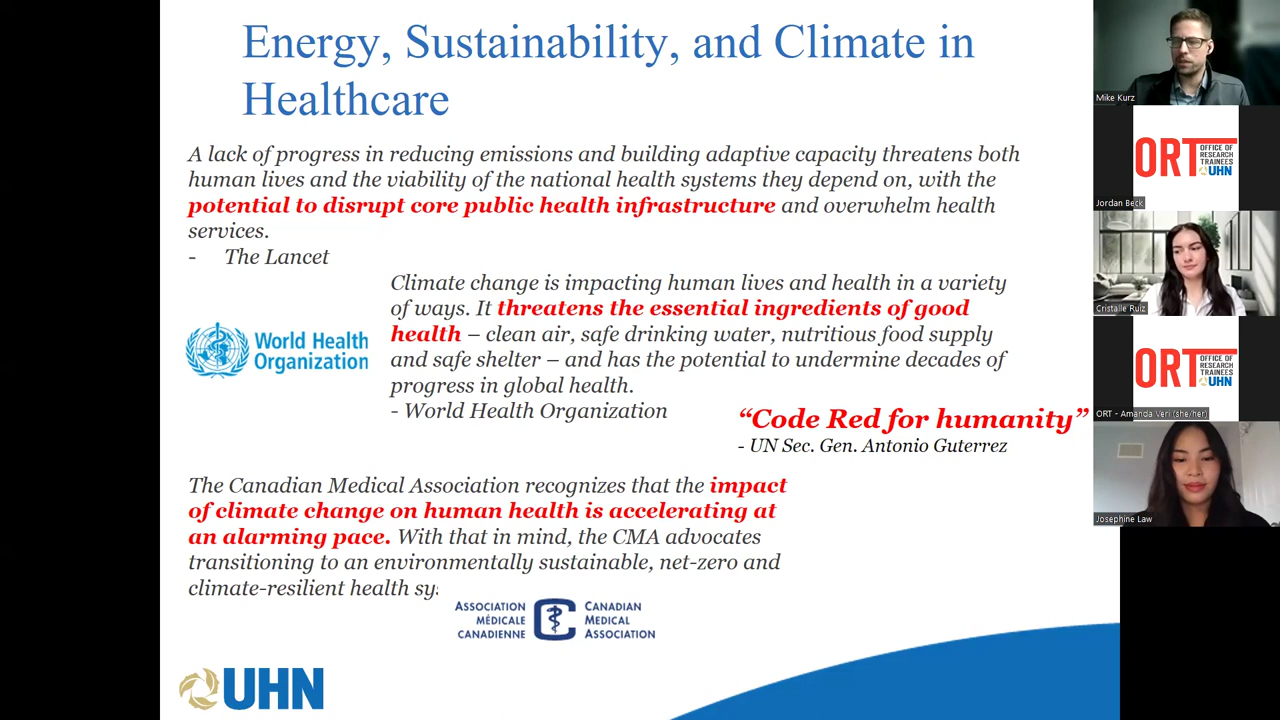 Energy, Sustainability, and Climate in
Healthcare
A lack of progress in reducing emissions and building adaptive capacity threatens both
human lives and the viability of the national health systems they depend on, with the
potential to disrupt core public health infrastructure and overwhelm health
services.
- The Lancet
Climate change is impacting human lives and health in a variety
of ways. It threatens the essential ingredients of good
health – clean air, safe drinking water, nutritious food supply
and safe shelter – and has the potential to undermine decades of
progress in global health.
- World Health Organization
World Health
Organization
“Code Red for humanity”
- UN Sec. Gen. Antonio Guterrez
The Canadian Medical Association recognizes that the impact
of climate change on human health is accelerating at
an alarming pace. With that in mind, the CMA advocates
transitioning to an environmentally sustainable, net-zero and
climate-resilient health sys
ASSOCIATION
MÉDICALE
CANADIENNE
CANADIAN
MEDICAL
ASSOCIATION
UHN
Mike Kurz
ORT
OFFICE OF
RESEARCH
TRAINEES
UHN
Jordan Beck
Cristalle Ruiz
ORT
OFFICE OF
RESEARCH
TRAINEES
UHN
ORT - Amanda Veri (she/her)
Josephine Law